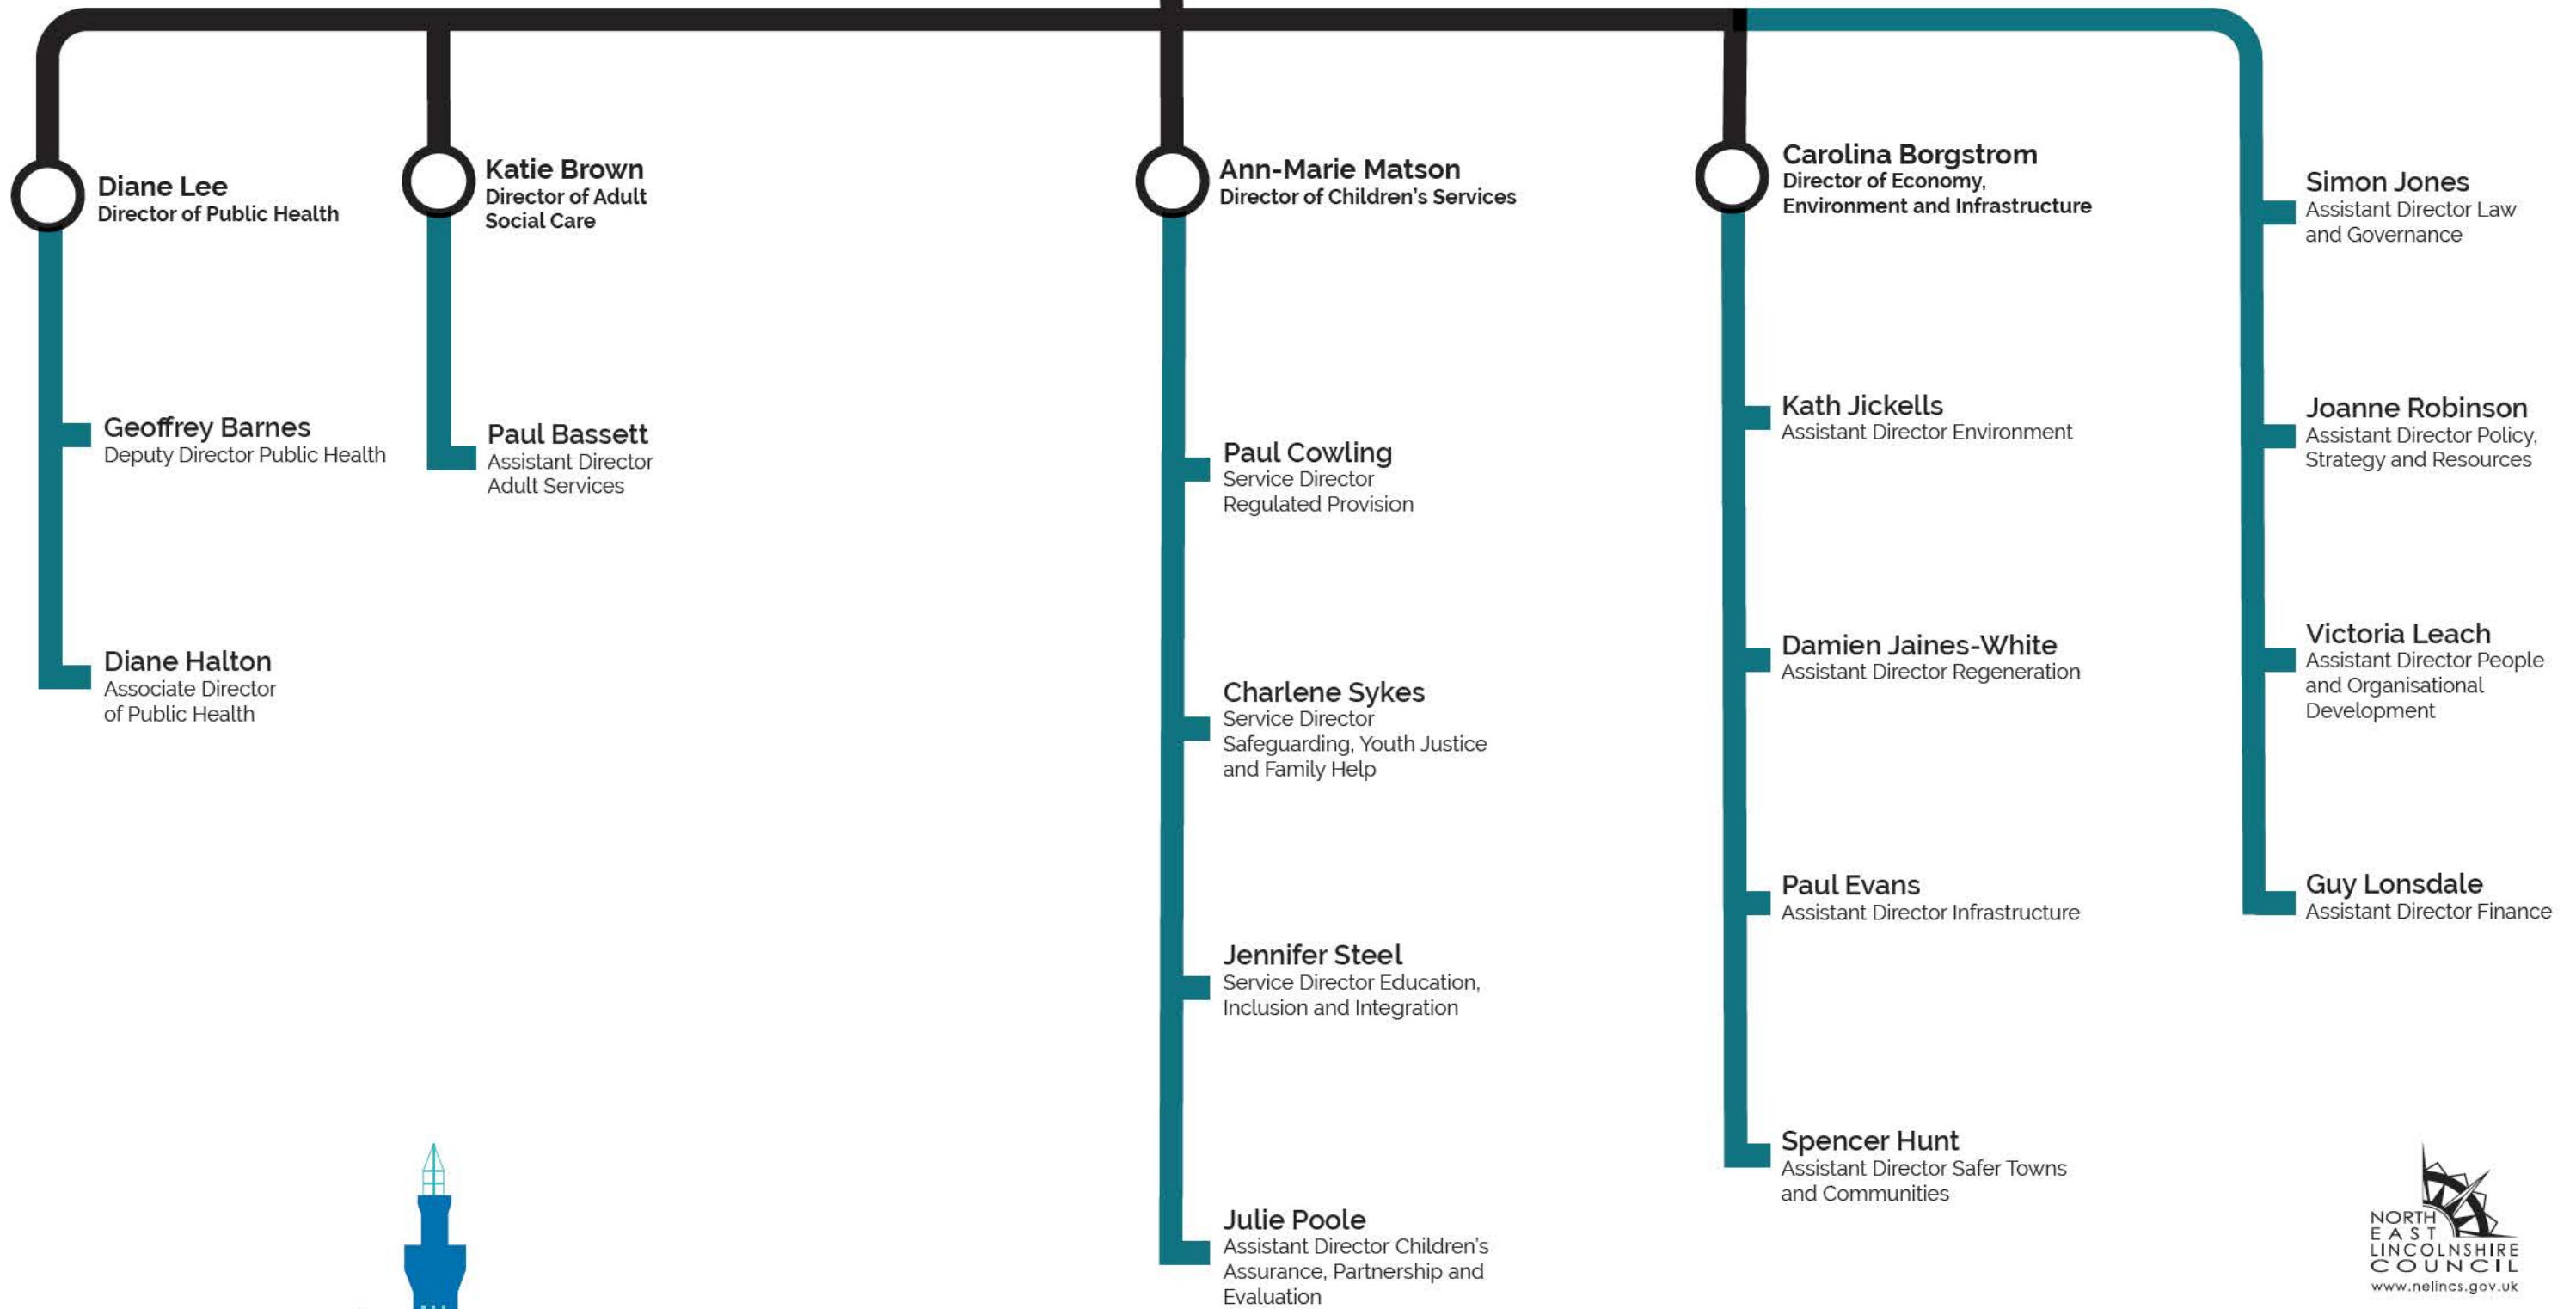 Diane Lee
Director of Public Health
Geoffrey Barnes
Deputy Director Public Health
Diane Halton
Associate Director
of Public Health
Katie Brown
Director of Adult
Social Care
Paul Bassett
Assistant Director
Adult Services
Ann-Marie Matson
Director of Children's Services
Paul Cowling
Service Director
Regulated Provision
Charlene Sykes
Service Director
Safeguarding, Youth Justice
and Family Help
Jennifer Steel
Service Director Education,
Inclusion and Integration
Julie Poole
Assistant Director Children's
Assurance, Partnership and
Evaluation
Carolina Borgstrom
Director of Economy,
Environment and Infrastructure
Kath Jickells
Assistant Director Environment
Damien Jaines-White
Assistant Director Regeneration
Paul Evans
Assistant Director Infrastructure
Spencer Hunt
Assistant Director Safer Towns
and Communities
Simon Jones
Assistant Director Law
and Governance
Joanne Robinson
Assistant Director Policy,
Strategy and Resources
Victoria Leach
Assistant Director People
and Organisational
Development
Guy Lonsdale
Assistant Director Finance
NORTH
EAST
LINCOLNSHIRE
COUNCIL
www.nelincs.gov.uk